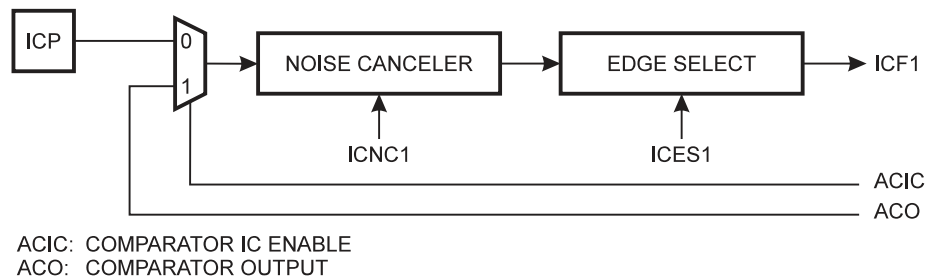 ICP
0
1
NOISE CANCELER
EDGE SELECT
ICF1
ICNC1
ICES1
ACIC
ACO
ACIC: COMPARATOR IC ENABLE
ACO: COMPARATOR OUTPUT